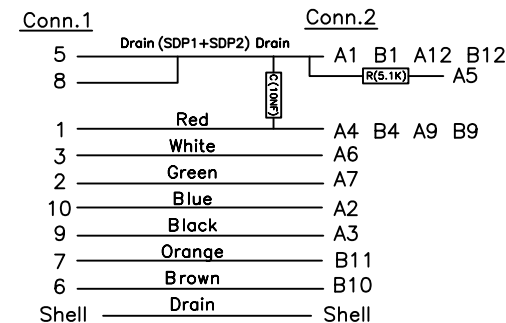 Conn.1 Conn.2
5 Drain (SDP1+SDP2) Drain A1 B1 A12 B12
8 R(5.1K) A5
C(10NF)
1 Red A4 B4 A9 B9
3 White A6
2 Green A7
10 Blue A2
9 Black A3
7 Orange B11
6 Brown B10
Shell Drain Shell